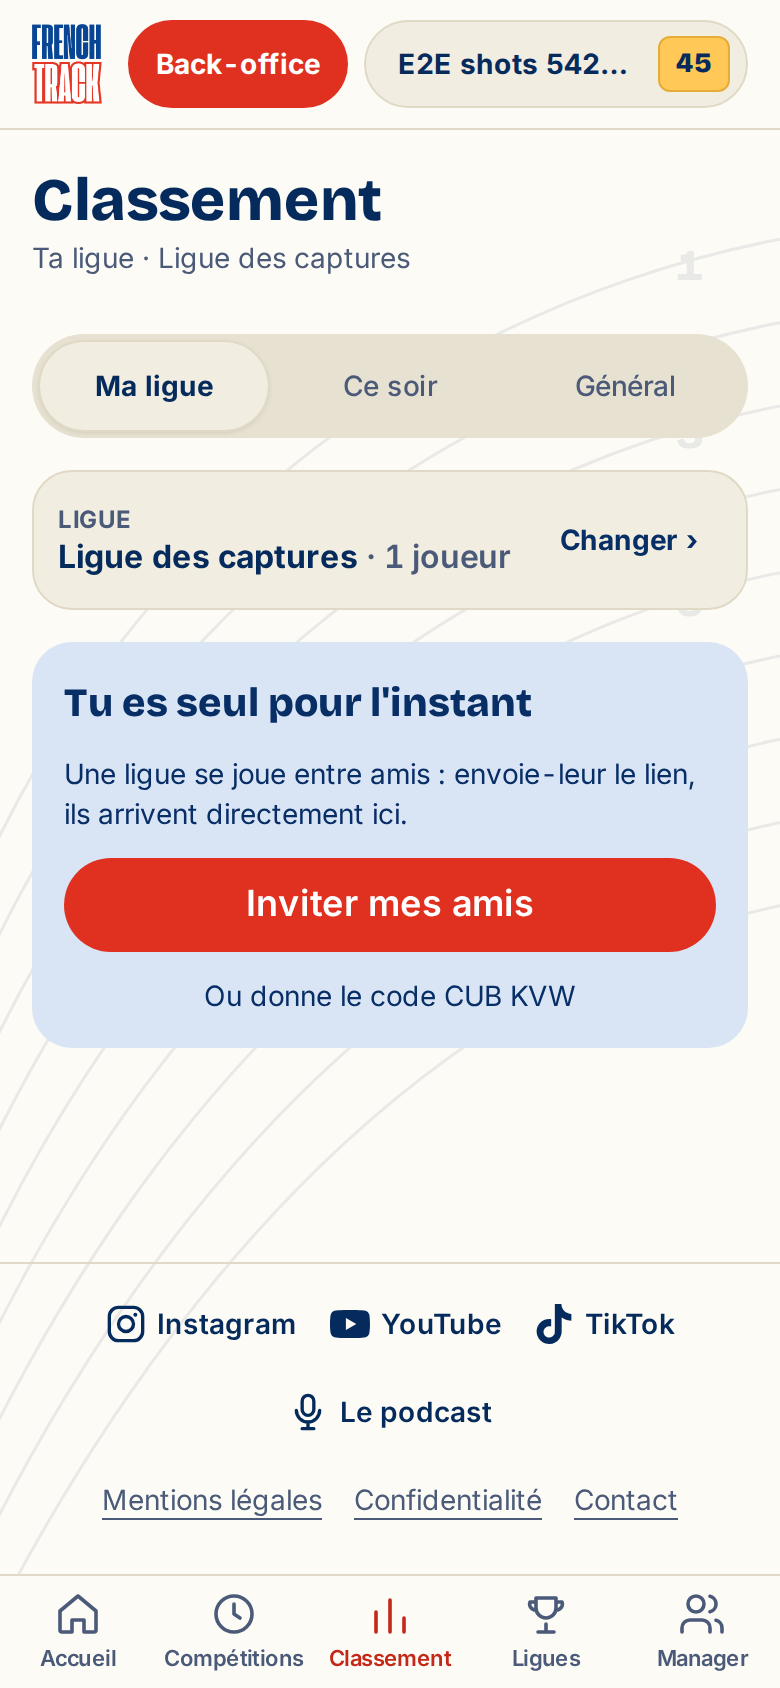 FRENCH
TRACK
Back-office
E2E shots 542...
45
Classement
Ta ligue · Ligue des captures
1
Ma ligue
Ce soir
Général
LIGUE
Ligue des captures · 1 joueur
Changer ›
Tu es seul pour l'instant
Une ligue se joue entre amis : envoie-leur le lien,
ils arrivent directement ici.
Inviter mes amis
Ou donne le code CUB KVW
Instagram
YouTube
TikTok
Le podcast
Mentions légales
Confidentialité
Contact
Accueil
Compétitions
Classement
Ligues
Manager